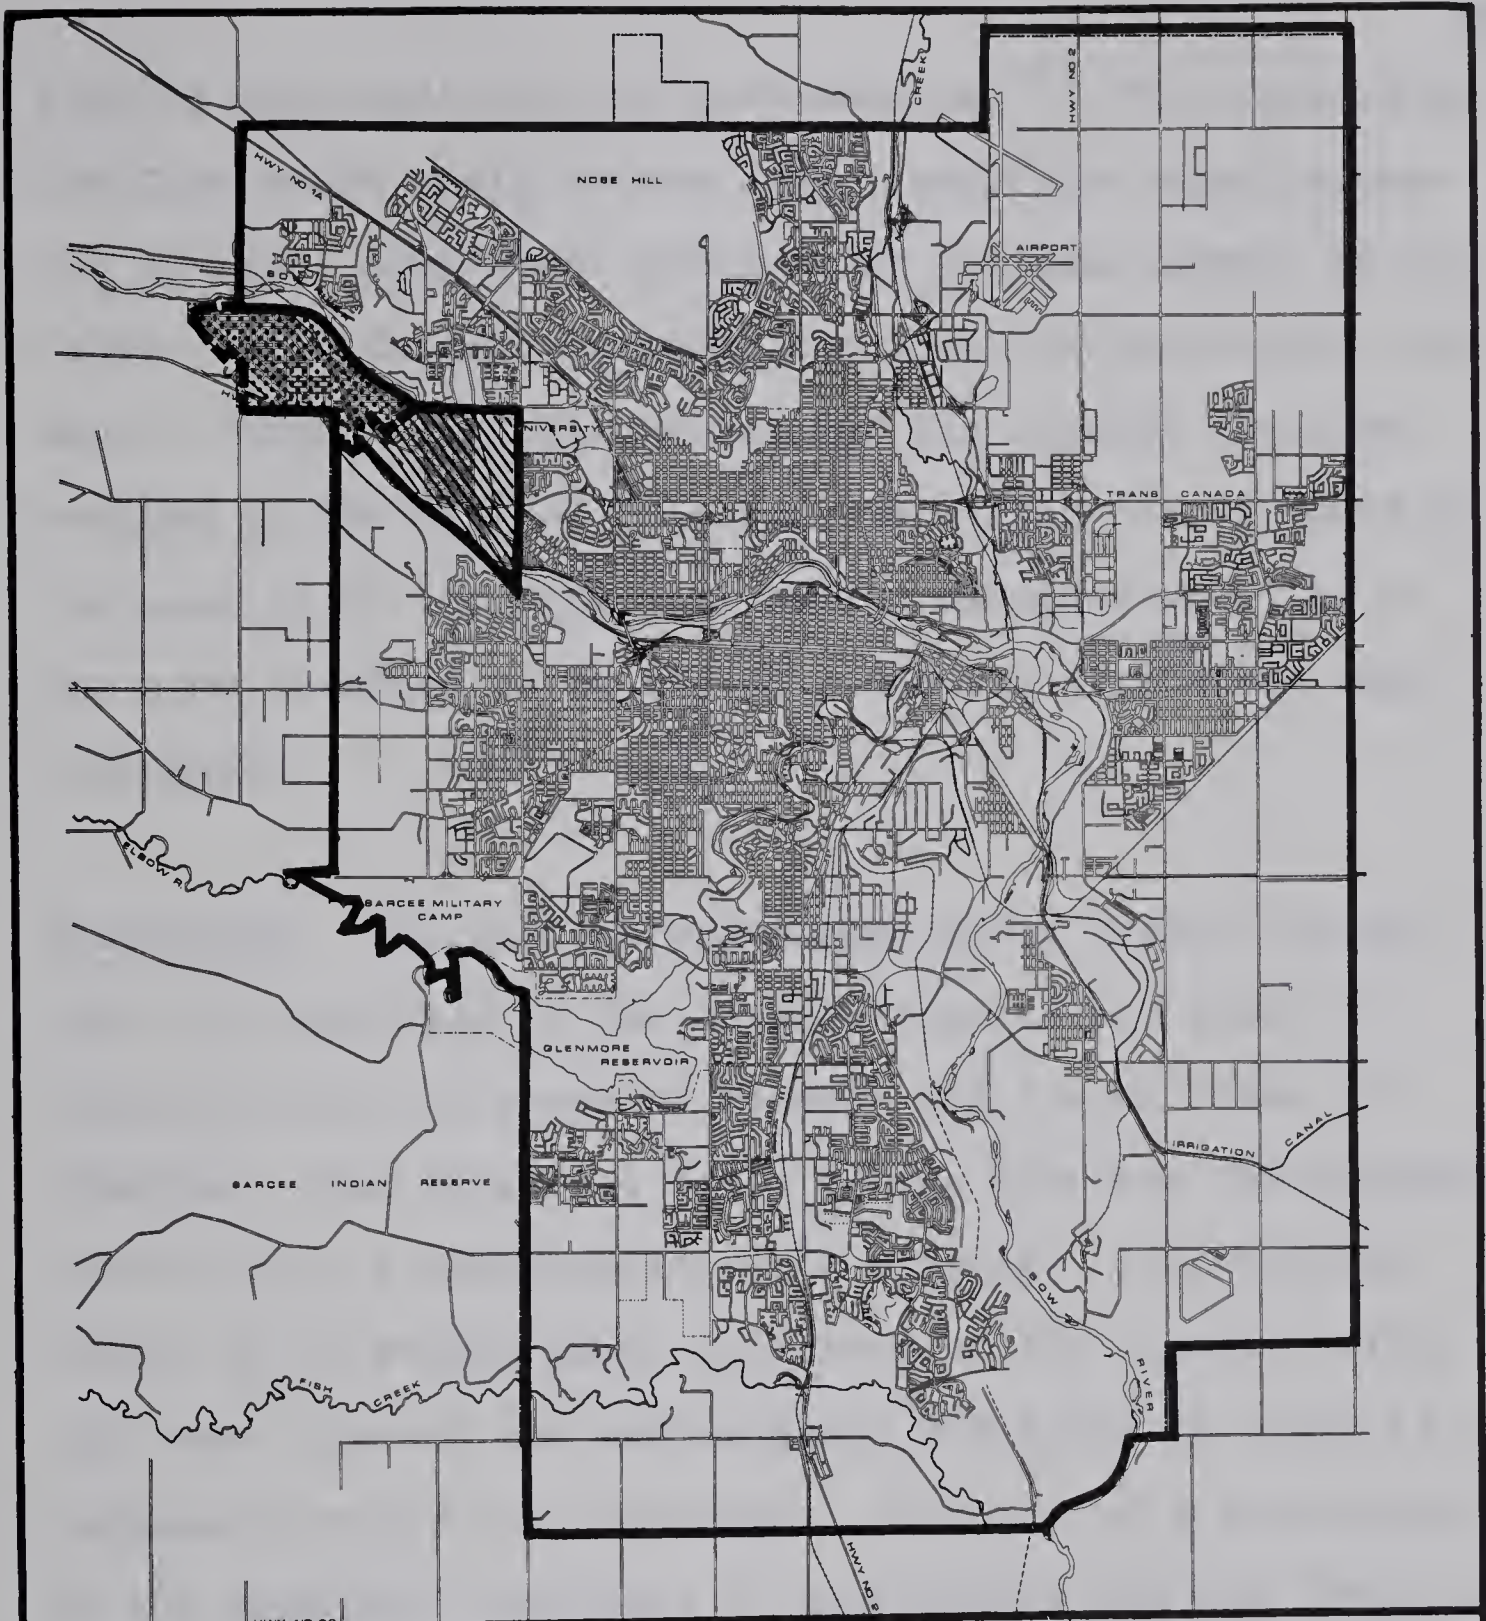 CREEK
HWY NO 2
HWY NO 1A
NOSE HILL
AIRPORT
UNIVERSITY
TRANS CANADA
ELBOW R
SARCEE MILITARY
CAMP
GLENMORE
RESERVOIR
IRRIGATION CANAL
SARCEE INDIAN RESERVE
BOW
RIVER
FISH CREEK
HWY NO 2